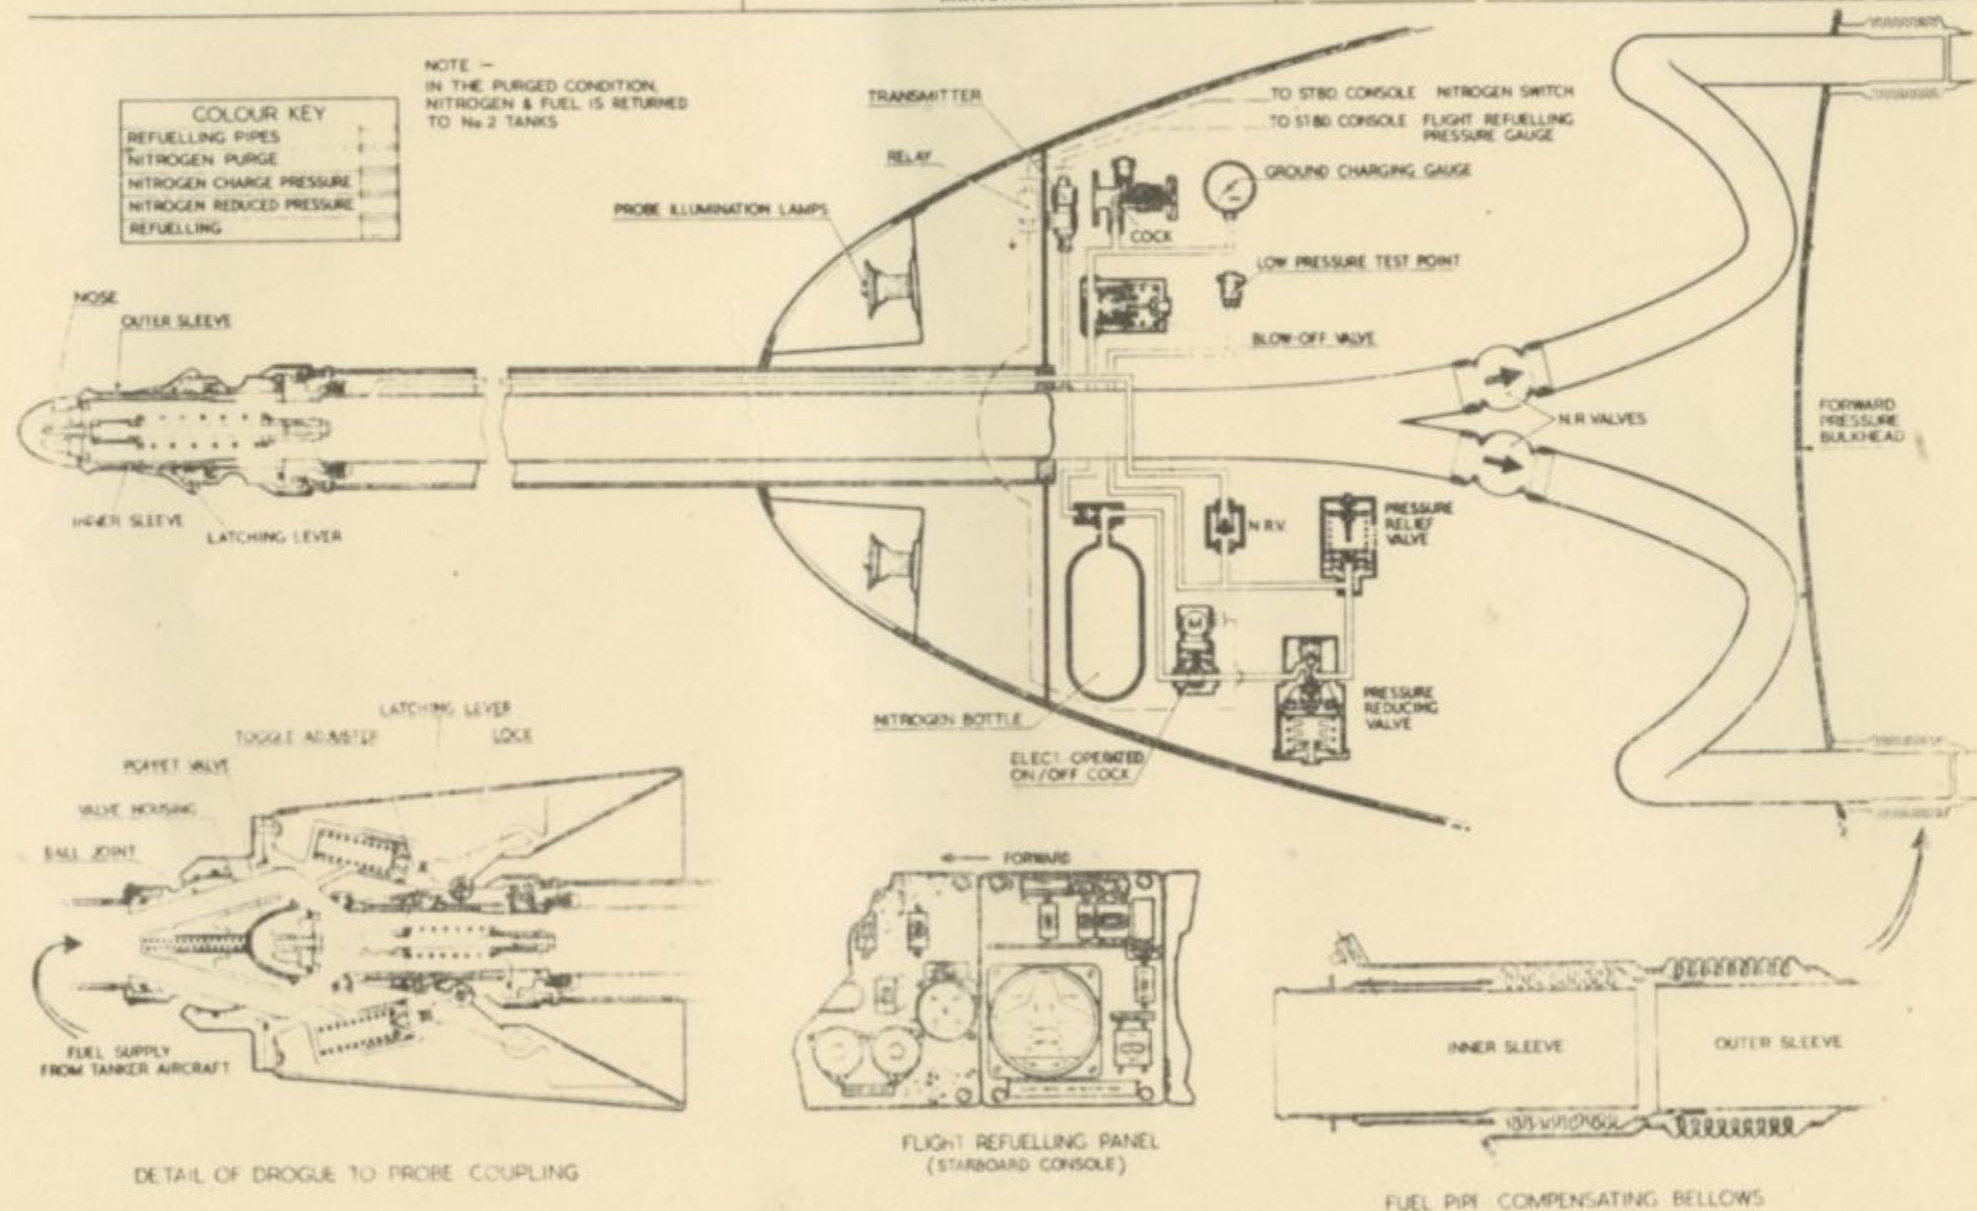 NOTE –
IN THE PURGED CONDITION,
NITROGEN & FUEL IS RETURNED
TO No 2 TANKS
COLOUR KEY
REFUELLING PIPES
NITROGEN PURGE
NITROGEN CHARGE PRESSURE
NITROGEN REDUCED PRESSURE
REFUELLING
TRANSMITTER
RELAY
PROBE ILLUMINATION LAMPS
TO STBD. CONSOLE NITROGEN SWITCH
TO STBD. CONSOLE FLIGHT REFUELLING
PRESSURE GAUGE
GROUND CHARGING GAUGE
COCK
LOW PRESSURE TEST POINT
BLOW-OFF VALVE
NOSE
OUTER SLEEVE
INNER SLEEVE
LATCHING LEVER
N.R. VALVES
FORWARD
PRESSURE
BULKHEAD
N.R.V.
PRESSURE
RELIEF
VALVE
M
NITROGEN BOTTLE
ELECT. OPERATED
ON/OFF COCK
PRESSURE
REDUCING
VALVE
LATCHING LEVER
TOGGLE ADJUSTER
LOCK
POPPET VALVE
VALVE HOUSING
BALL JOINT
FUEL SUPPLY
FROM TANKER AIRCRAFT
DETAIL OF DROGUE TO PROBE COUPLING
FORWARD
FLIGHT REFUELLING PANEL
(STARBOARD CONSOLE)
INNER SLEEVE
OUTER SLEEVE
FUEL PIPE COMPENSATING BELLOWS